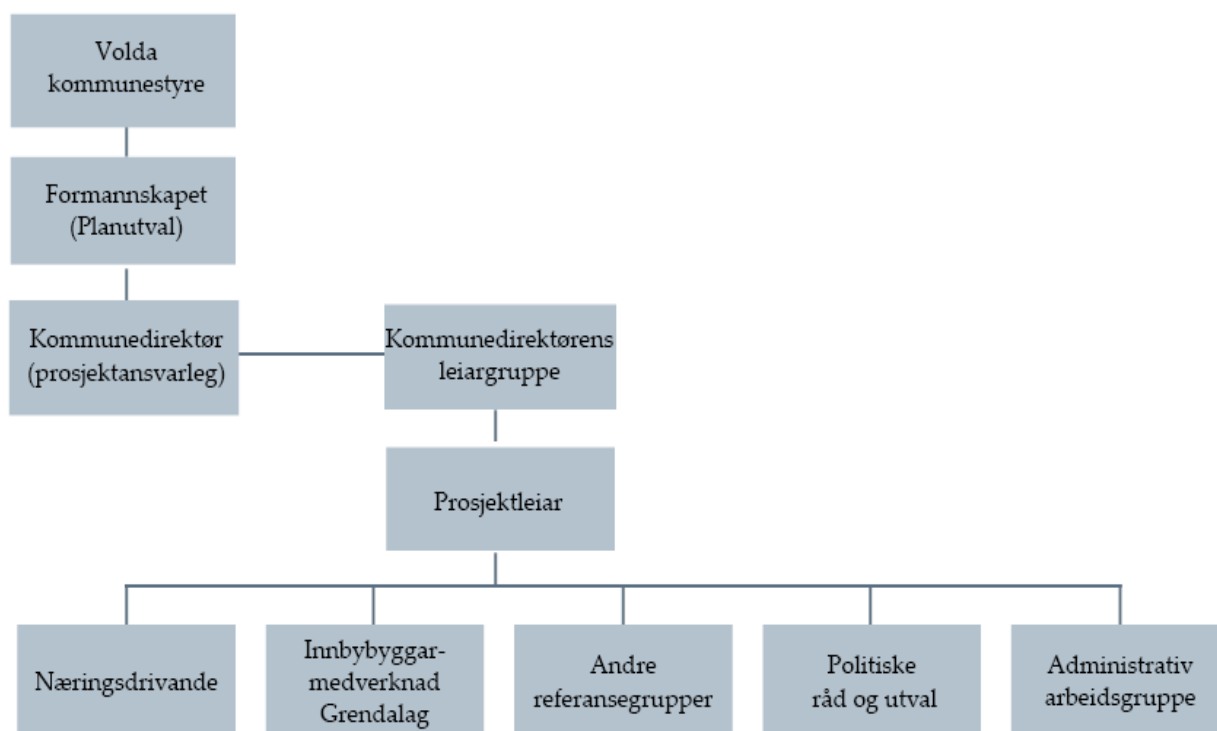 Volda
kommunestyre
Formannskapet
(Planutval)
Kommunedirektør
(prosjektansvarleg)
Kommunedirektørens
leiargruppe
Prosjektleiar
Næringsdrivande
Innbybyggar-
medverknad
Grendalag
Andre
referansegrupper
Politiske
råd og utval
Administrativ
arbeidsgruppe